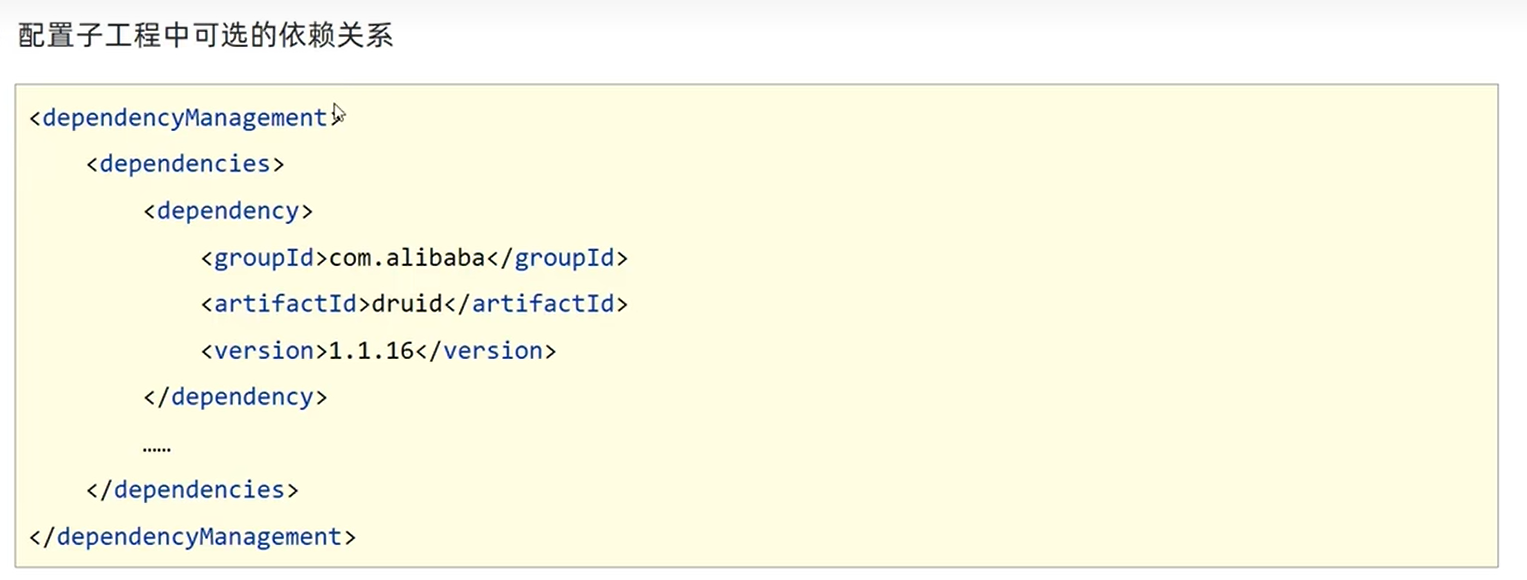 配置子工程中可选的依赖关系
<dependencyManagement>
<dependencies>
<dependency>
<groupId>com.alibaba</groupId>
<artifactId>druid</artifactId>
<version>1.1.16</version>
</dependency>
……
</dependencies>
</dependencyManagement>